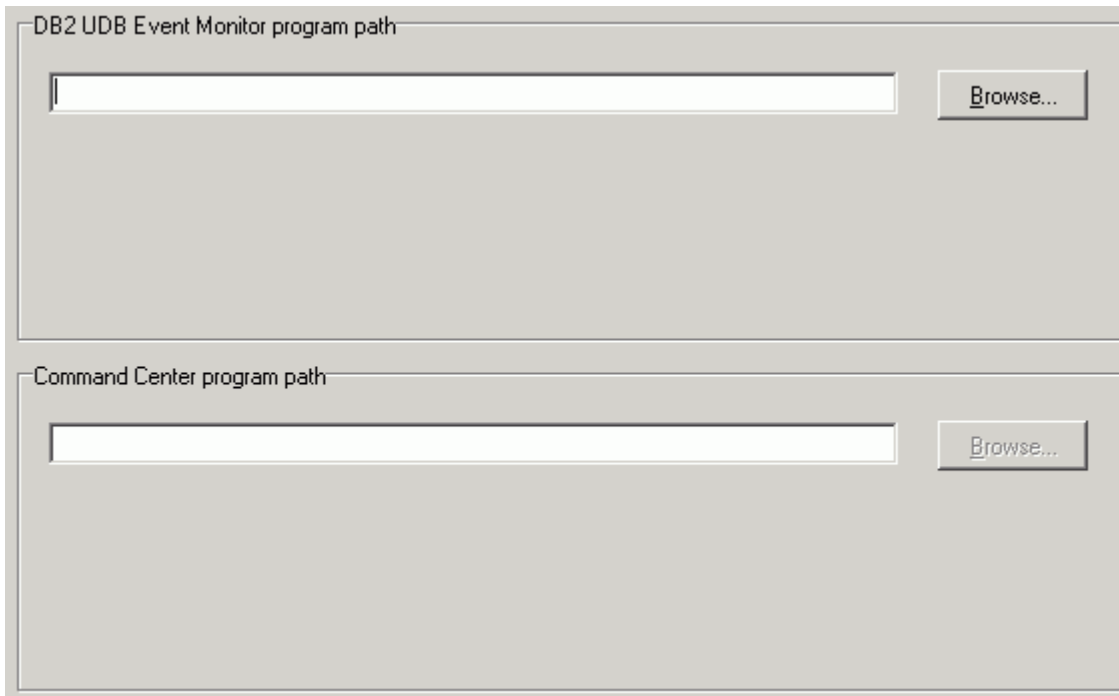 DB2 UDB Event Monitor program path
Browse...
Command Center program path
Browse...